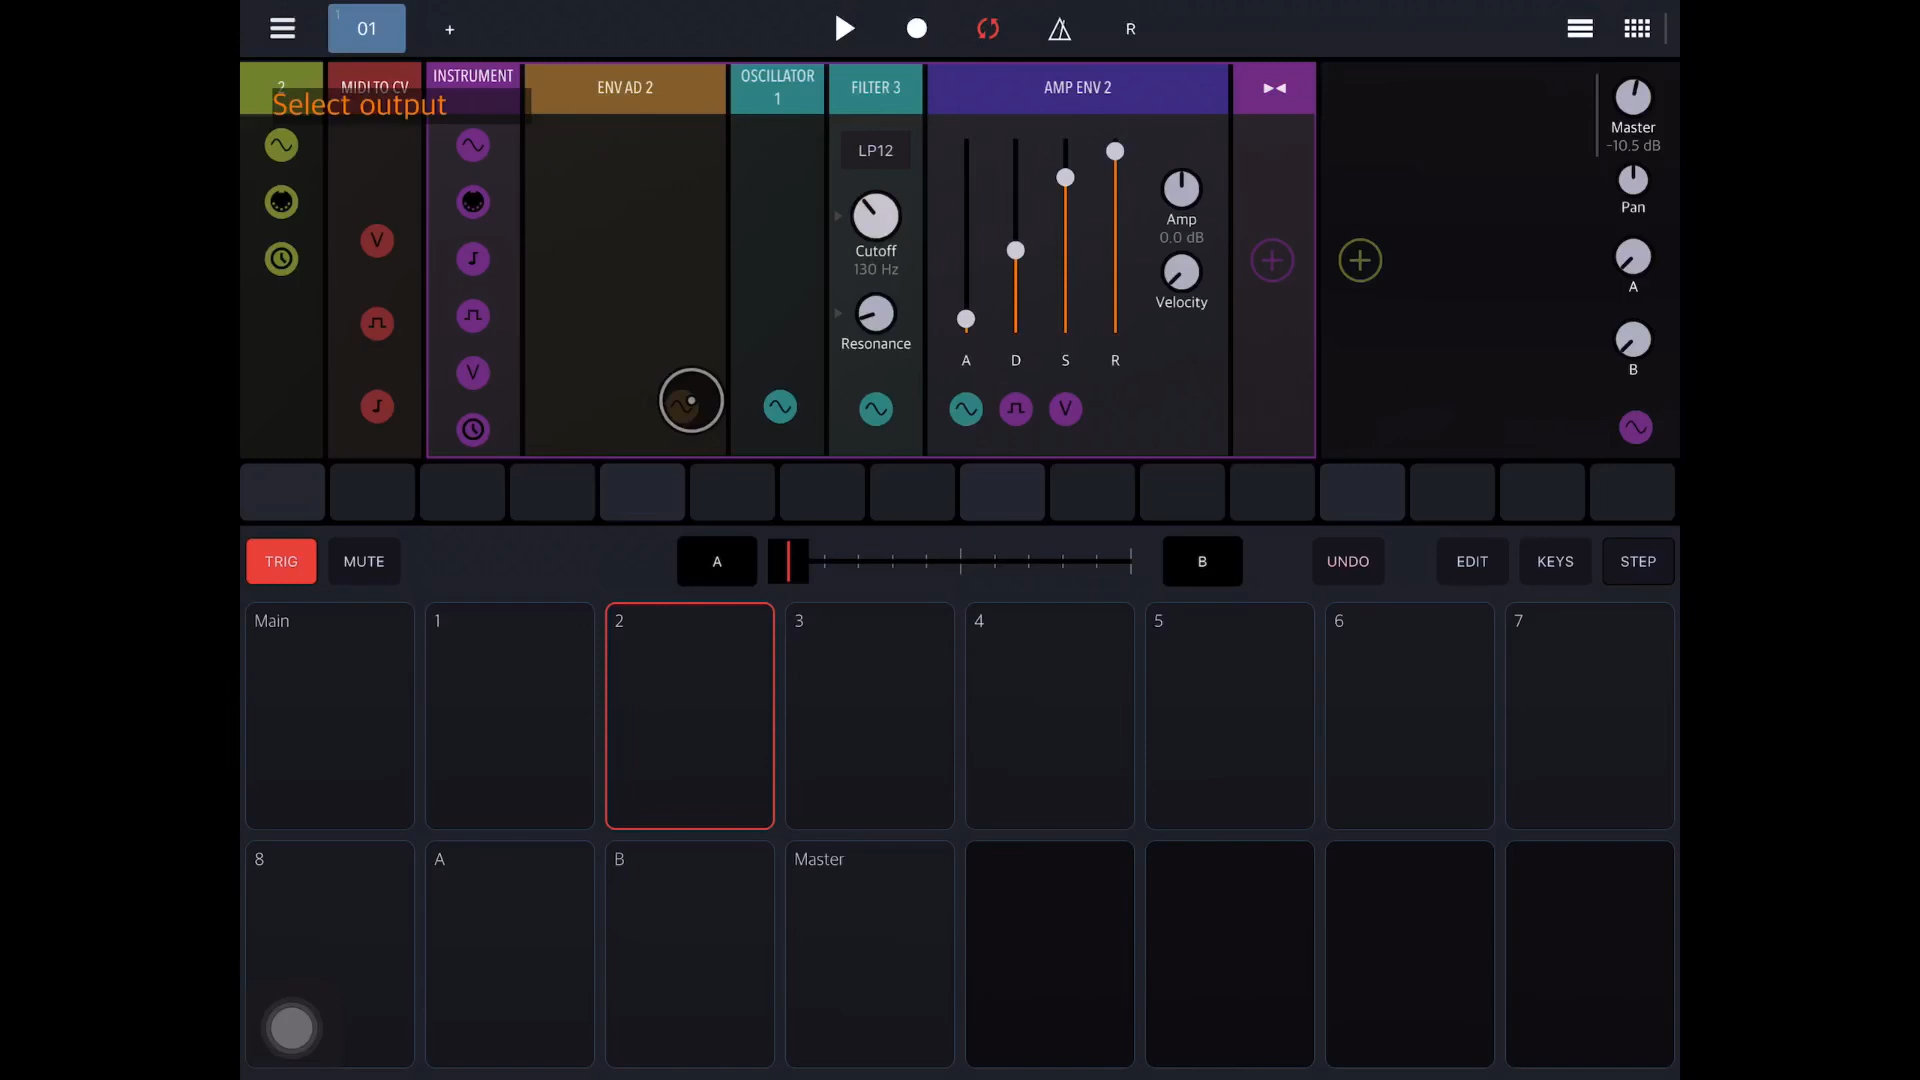 1
01
+
R
2
MIDI TO CV
INSTRUMENT
ENV AD 2
OSCILLATOR
1
FILTER 3
AMP ENV 2
Select output
LP12
Cutoff
130 Hz
Resonance
A
D
S
R
Amp
0.0 dB
Velocity
V
V
V
Master
-10.5 dB
Pan
A
B
TRIG
MUTE
A
B
UNDO
EDIT
KEYS
STEP
Main
1
2
3
4
5
6
7
8
A
B
Master